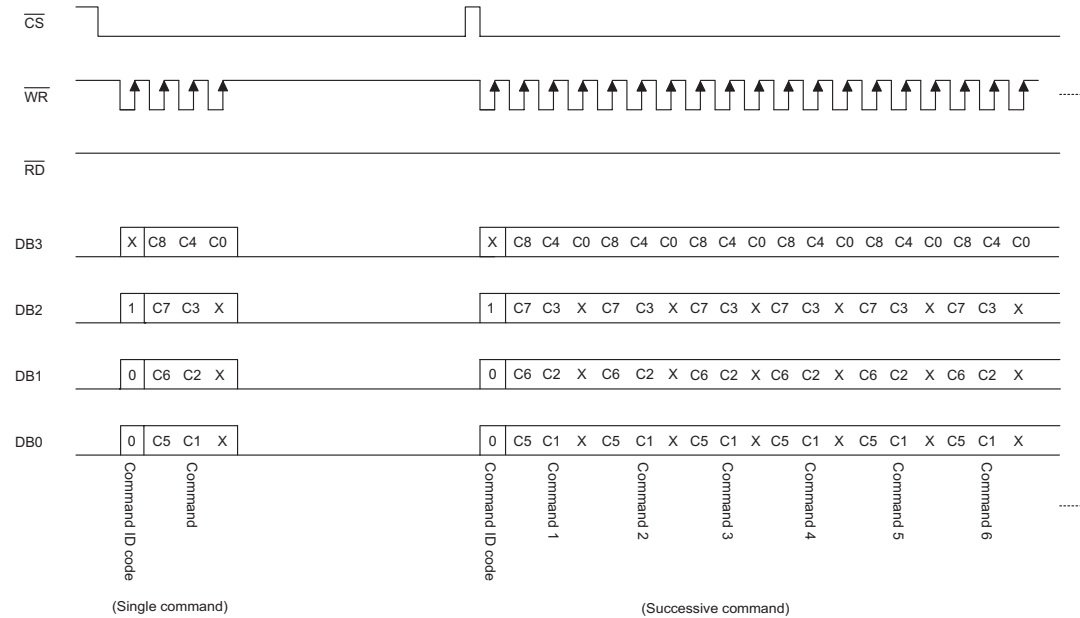 CS
WR
RD
DB3 X C8 C4 C0 X C8 C4 C0 C8 C4 C0 C8 C4 C0 C8 C4 C0 C8 C4 C0 C8 C4 C0
DB2 1 C7 C3 X 1 C7 C3 X C7 C3 X C7 C3 X C7 C3 X C7 C3 X C7 C3 X
DB1 0 C6 C2 X 0 C6 C2 X C6 C2 X C6 C2 X C6 C2 X C6 C2 X C6 C2 X
DB0 0 C5 C1 X 0 C5 C1 X C5 C1 X C5 C1 X C5 C1 X C5 C1 X C5 C1 X
Command ID code
Command
Command ID code
Command 1
Command 2
Command 3
Command 4
Command 5
Command 6
(Single command)
(Successive command)